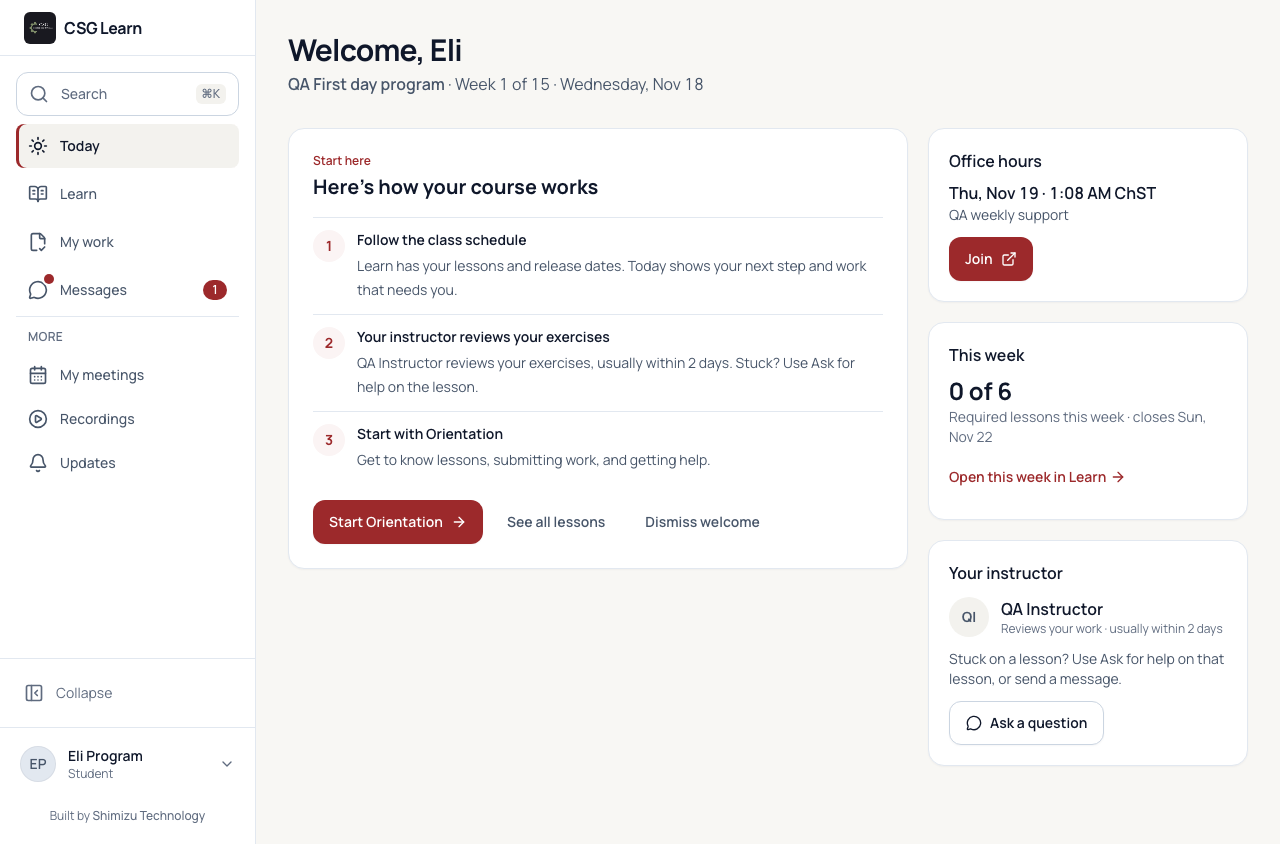 CSG Learn
Search ⌘K
Today
Learn
My work
Messages 1
MORE
My meetings
Recordings
Updates
Collapse
EP
Eli Program
Student
Built by Shimizu Technology
Welcome, Eli
QA First day program · Week 1 of 15 · Wednesday, Nov 18
Start here
Here's how your course works
1
Follow the class schedule
Learn has your lessons and release dates. Today shows your next step and work
that needs you.
2
Your instructor reviews your exercises
QA Instructor reviews your exercises, usually within 2 days. Stuck? Use Ask for
help on the lesson.
3
Start with Orientation
Get to know lessons, submitting work, and getting help.
Start Orientation →
See all lessons
Dismiss welcome
Office hours
Thu, Nov 19 · 1:08 AM ChST
QA weekly support
Join
This week
0 of 6
Required lessons this week · closes Sun,
Nov 22
Open this week in Learn →
Your instructor
QI
QA Instructor
Reviews your work · usually within 2 days
Stuck on a lesson? Use Ask for help on that
lesson, or send a message.
Ask a question